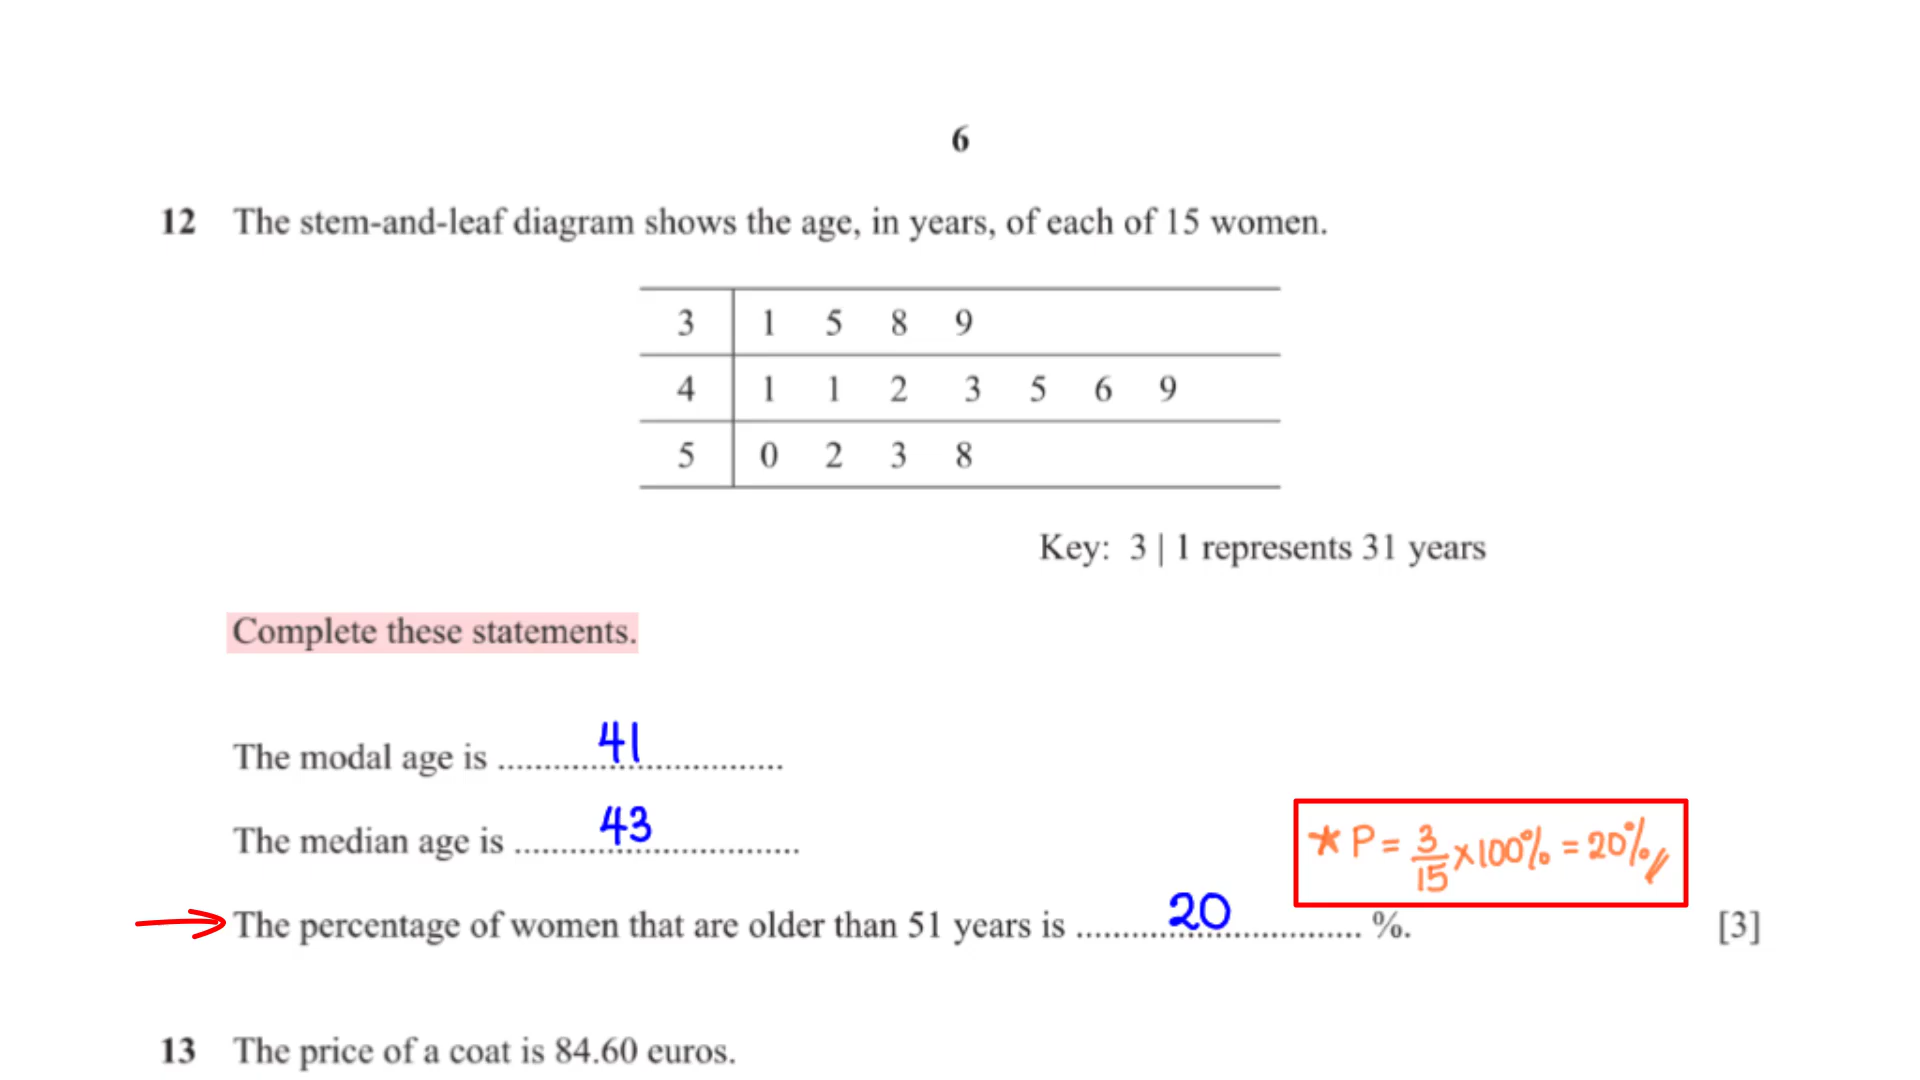 6
12 The stem-and-leaf diagram shows the age, in years, of each of 15 women.
3 1 5 8 9
4 1 1 2 3 5 6 9
5 0 2 3 8
Key: 3 | 1 represents 31 years
Complete these statements.
The modal age is ............................... 41
The median age is ............................... 43
★ P = 3/15 × 100% = 20% //
The percentage of women that are older than 51 years is ............................... 20 %. [3]
13 The price of a coat is 84.60 euros.